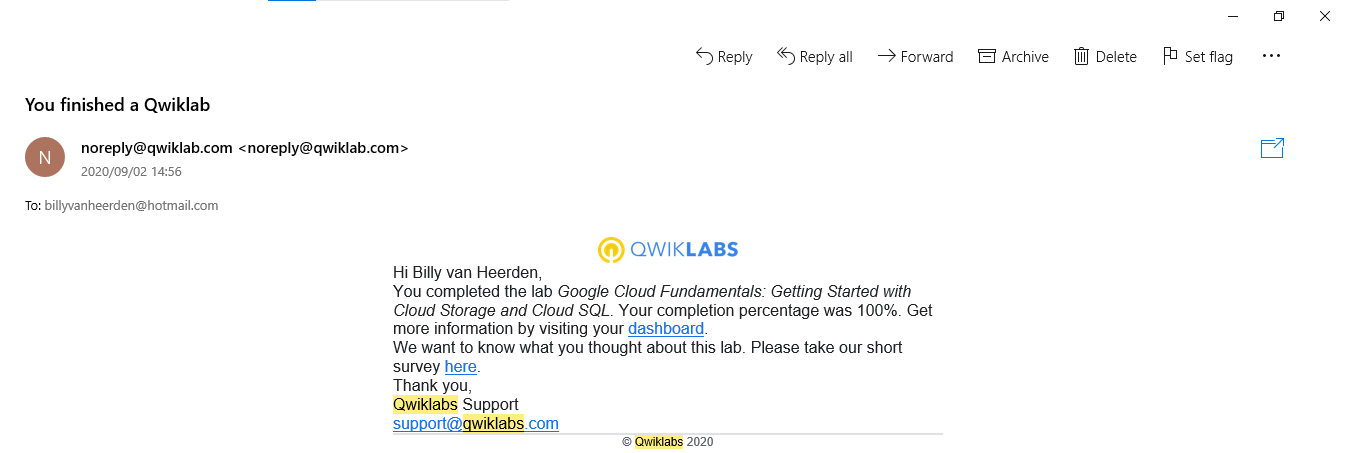 Reply
Reply all
Forward
Archive
Delete
Set flag
You finished a Qwiklab
N
noreply@qwiklab.com <noreply@qwiklab.com>
2020/09/02 14:56
To: billyvanheerden@hotmail.com
QWIKLABS
Hi Billy van Heerden,
You completed the lab Google Cloud Fundamentals: Getting Started with
Cloud Storage and Cloud SQL. Your completion percentage was 100%. Get
more information by visiting your dashboard.
We want to know what you thought about this lab. Please take our short
survey here.
Thank you,
Qwiklabs Support
support@qwiklabs.com
© Qwiklabs 2020